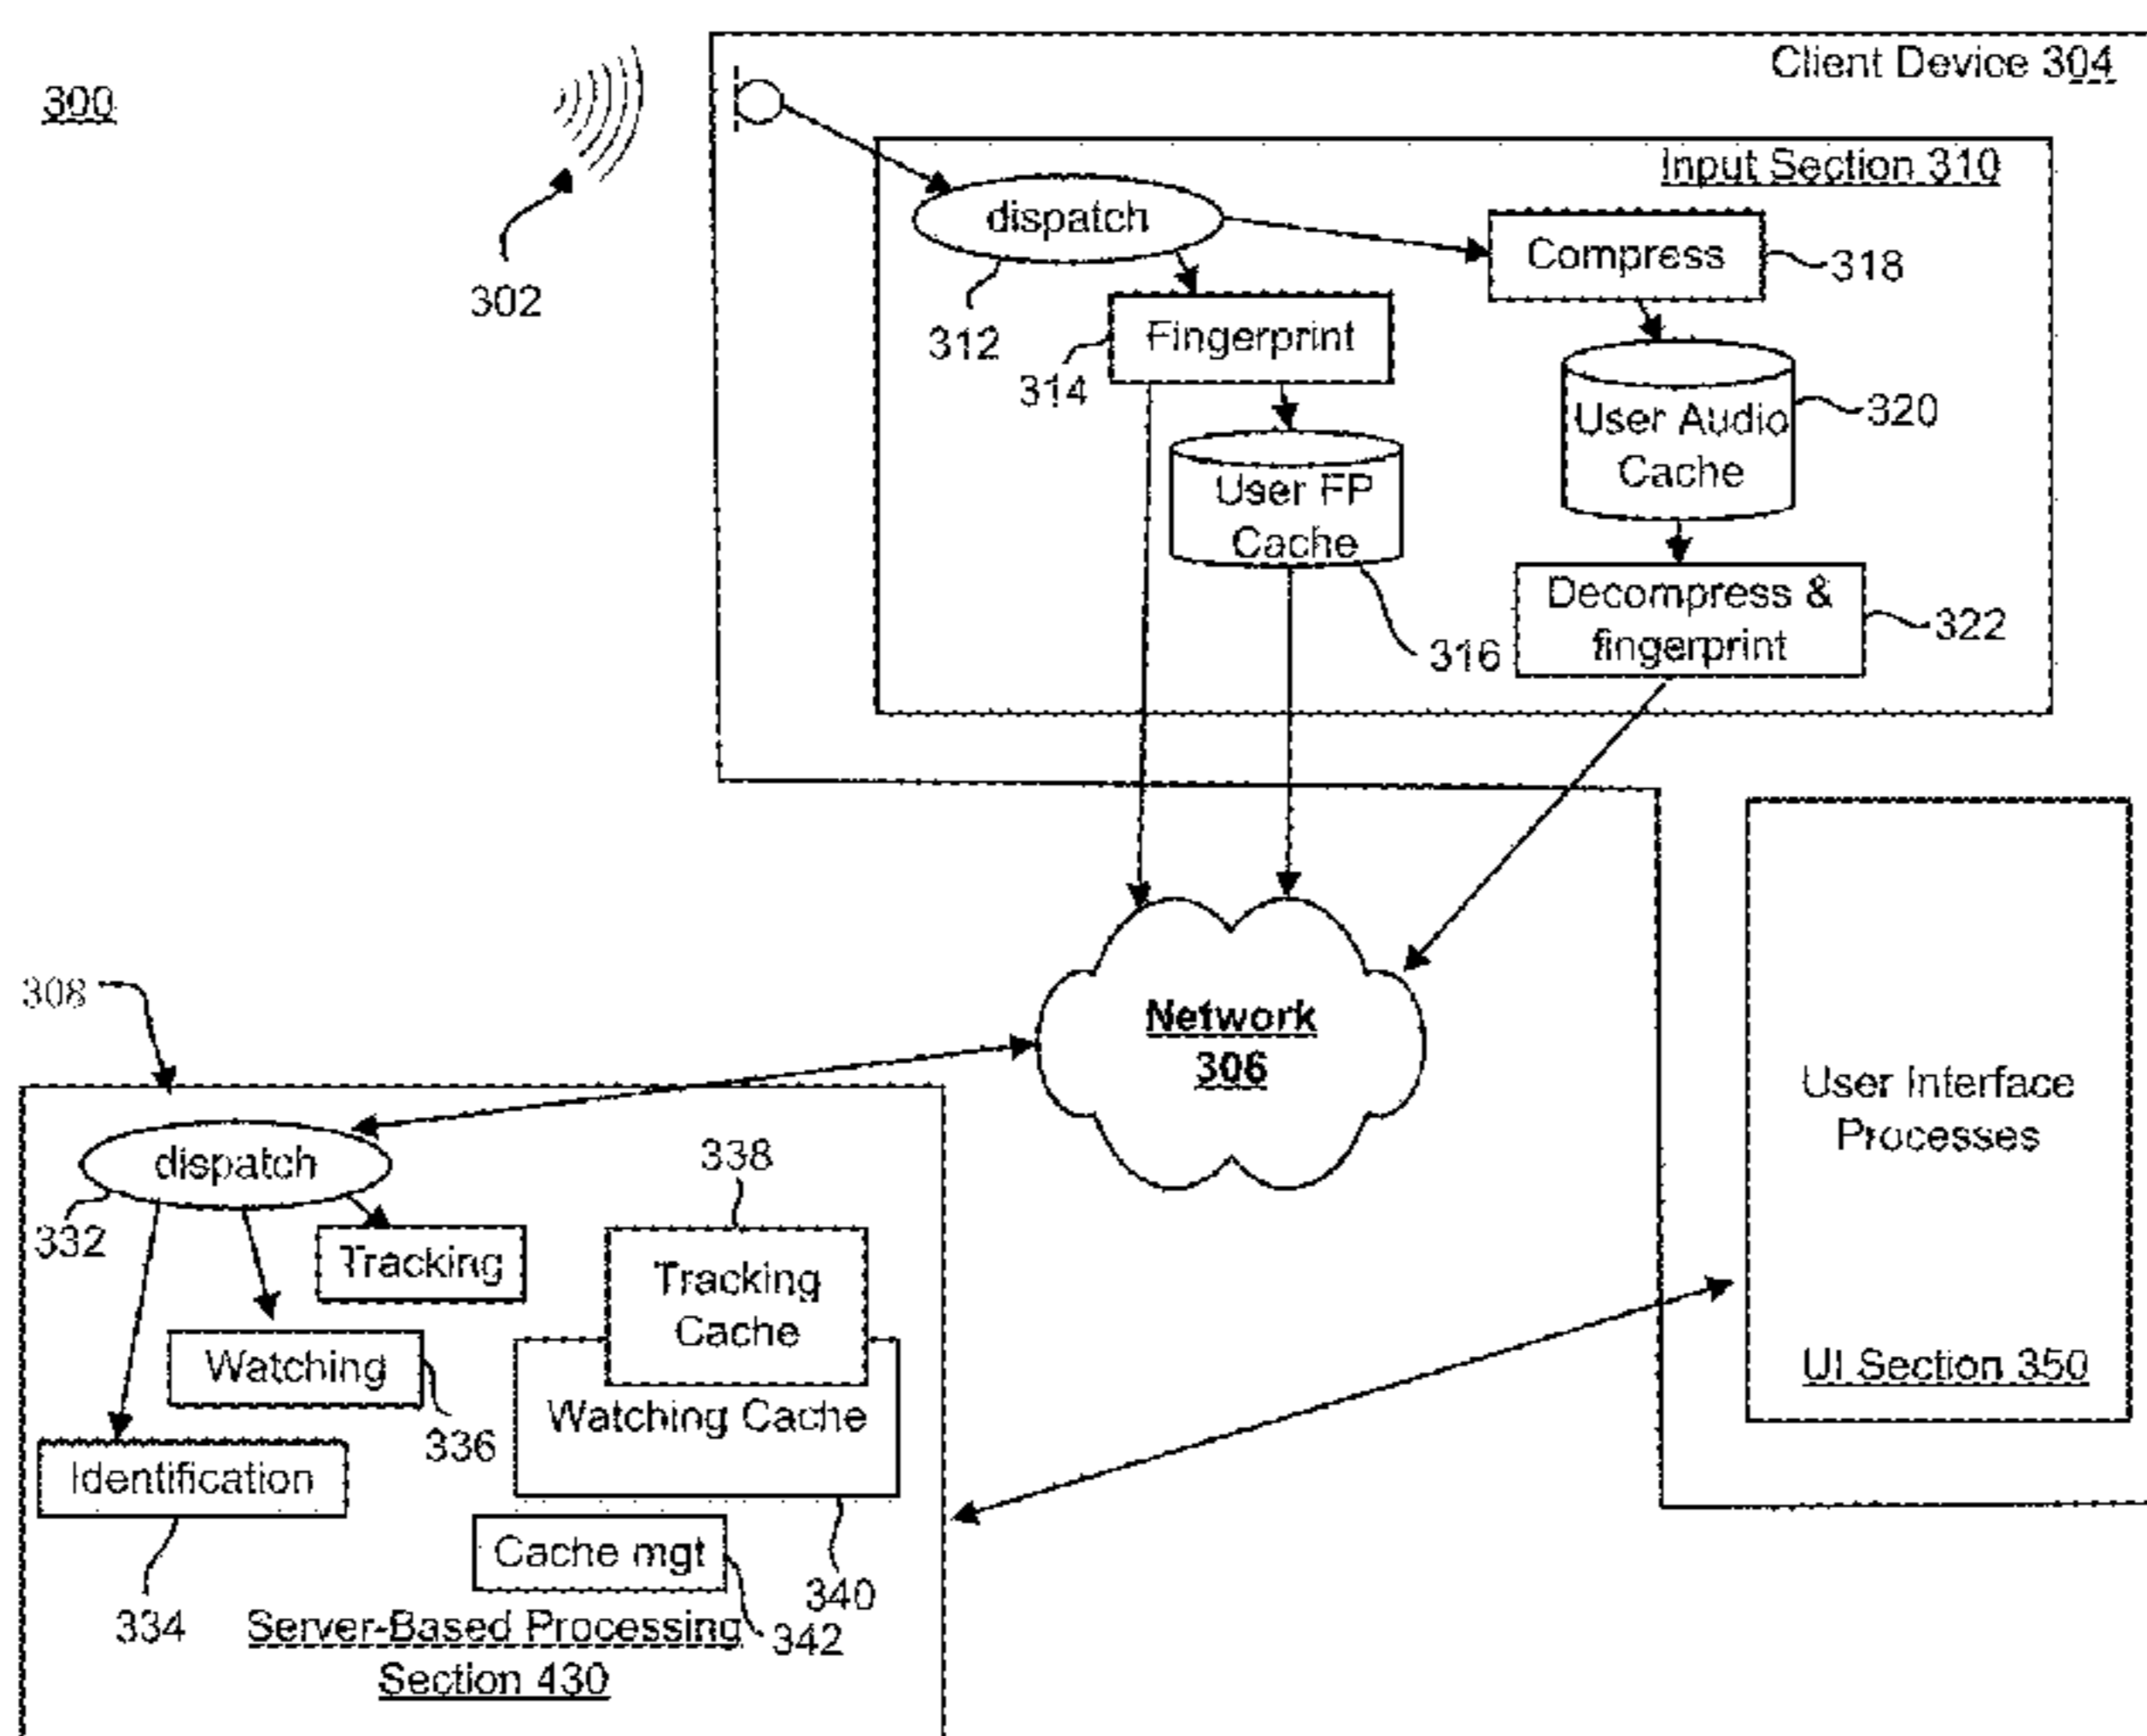 300
302
Client Device 304
Input Section 310
dispatch
312
Fingerprint
314
User FP
Cache
316
Compress
318
User Audio
Cache
320
Decompress &
fingerprint
322
Network
306
308
dispatch
332
Tracking
Watching
336
Identification
334
338
Tracking
Cache
Watching Cache
340
Cache mgt
342
Server-Based Processing
Section 430
User Interface
Processes
UI Section 350